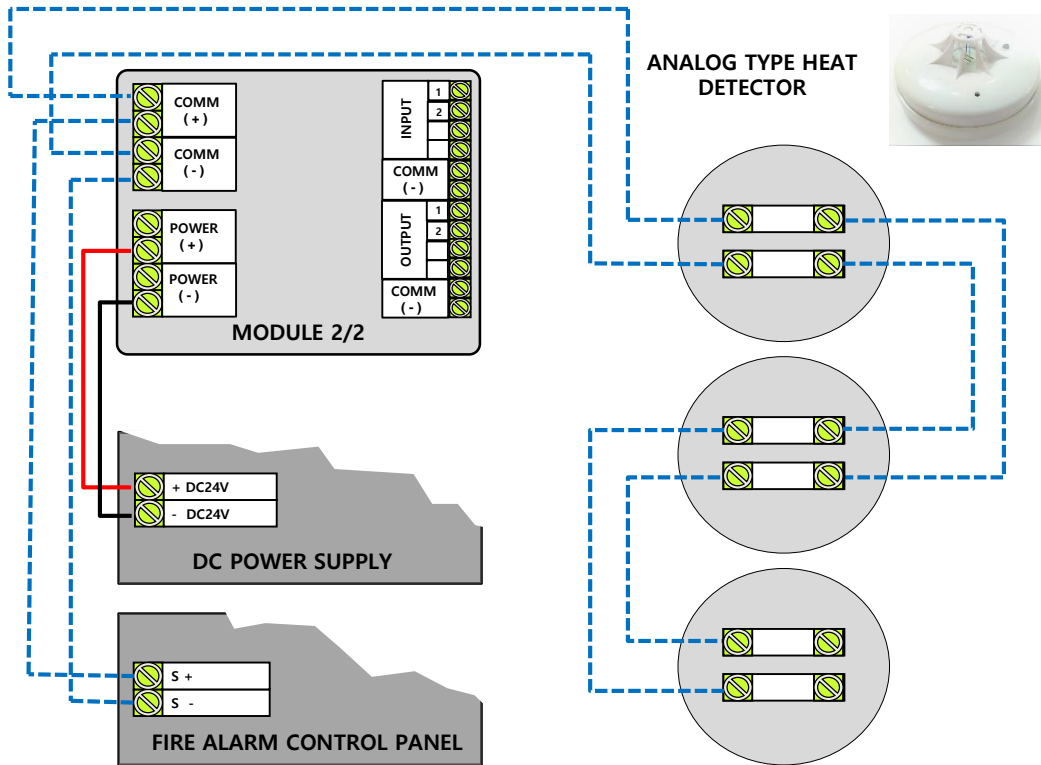 ANALOG TYPE HEAT
DETECTOR
COMM
(+)
COMM
(-)
POWER
(+)
POWER
(-)
INPUT
1
2
COMM
(-)
OUTPUT
1
2
COMM
(-)
MODULE 2/2
+ DC24V
- DC24V
DC POWER SUPPLY
S +
S -
FIRE ALARM CONTROL PANEL